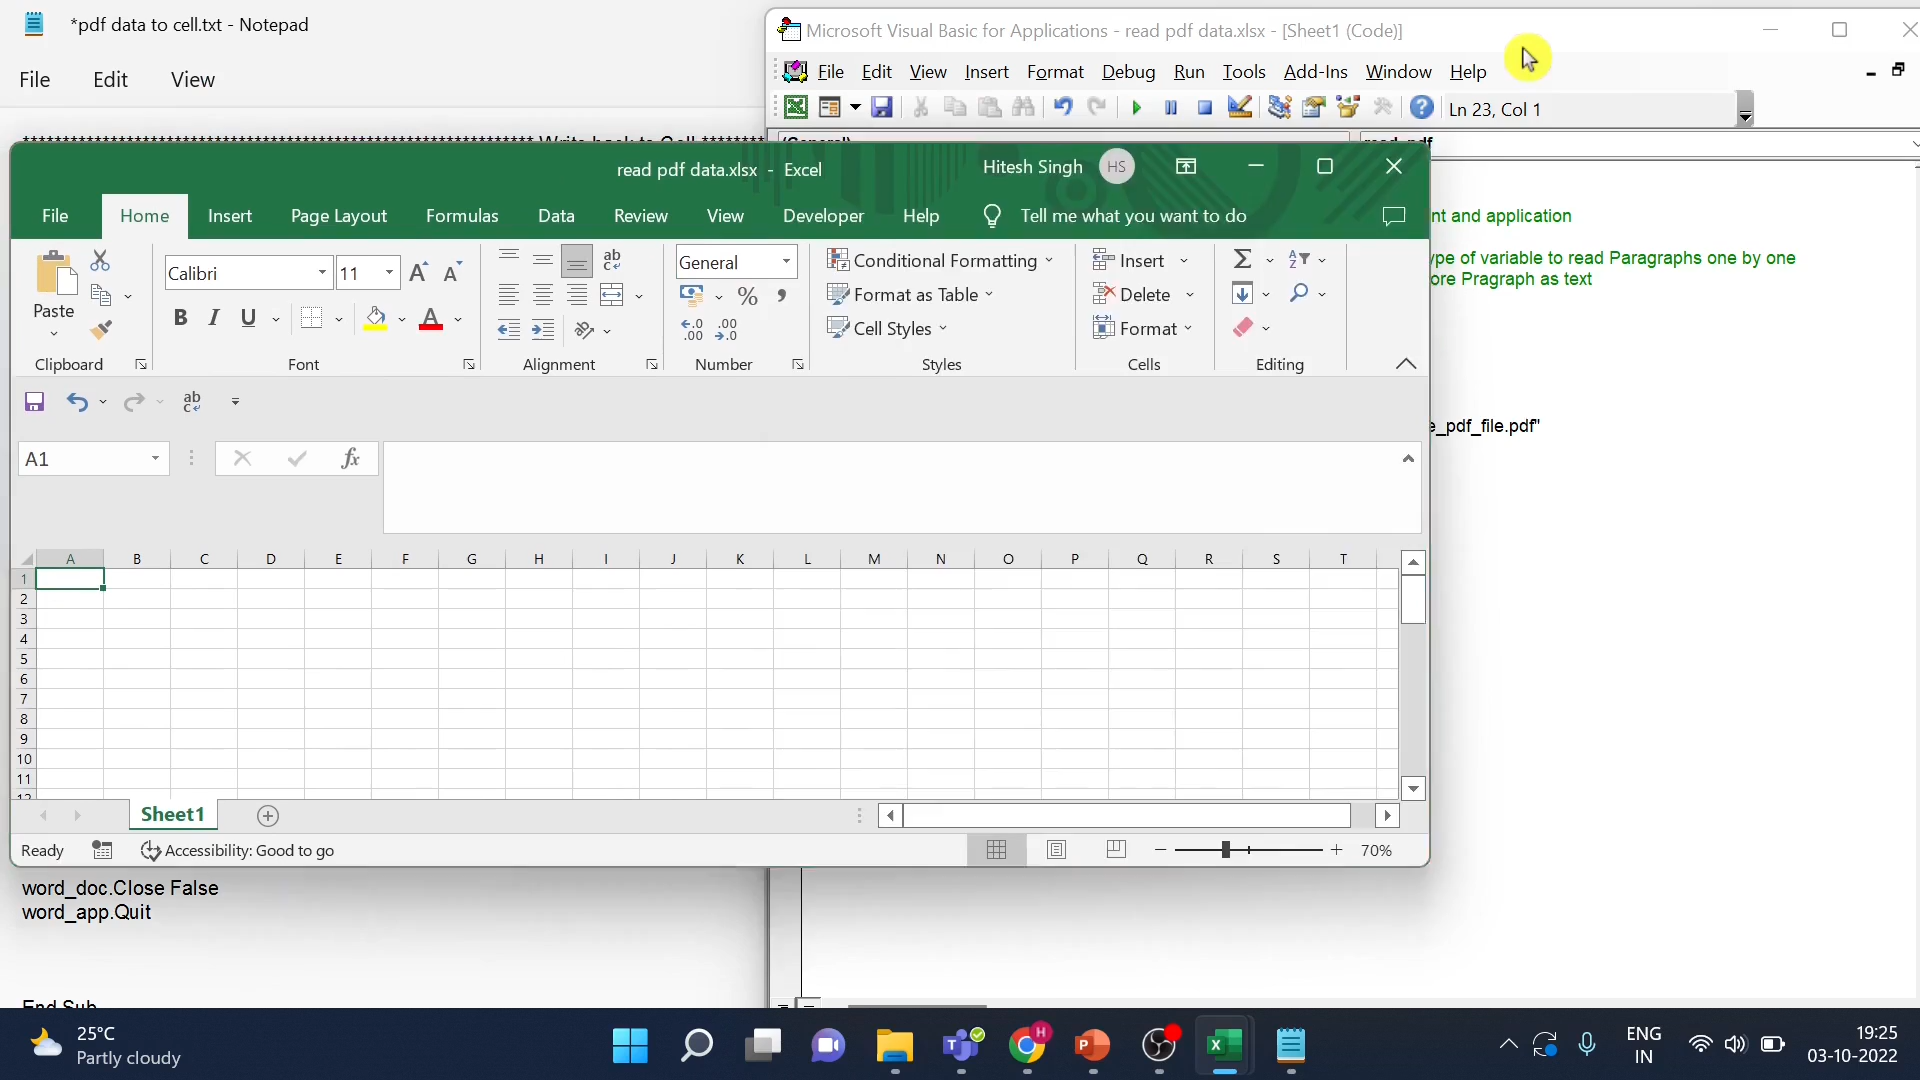 *pdf data to cell.txt - Notepad
File Edit View
Microsoft Visual Basic for Applications - read pdf data.xlsx - [Sheet1 (Code)]
File Edit View Insert Format Debug Run Tools Add-Ins Window Help
Ln 23, Col 1
read pdf data.xlsx - Excel
Hitesh Singh HS
File Home Insert Page Layout Formulas Data Review View Developer Help Tell me what you want to do
nt and application
ype of variable to read Paragraphs one by one
ore Pragraph as text
e_pdf_file.pdf"
Paste
Calibri 11
General
Conditional Formatting
Format as Table
Cell Styles
Insert
Delete
Format
Clipboard Font Alignment Number Styles Cells Editing
A1
fx
A B C D E F G H I J K L M N O P Q R S T
1
2
3
4
5
6
7
8
9
10
11
12
Sheet1
Ready Accessibility: Good to go 70%
word_doc.Close False
word_app.Quit
End Sub
25°C
Partly cloudy
ENG
IN
19:25
03-10-2022